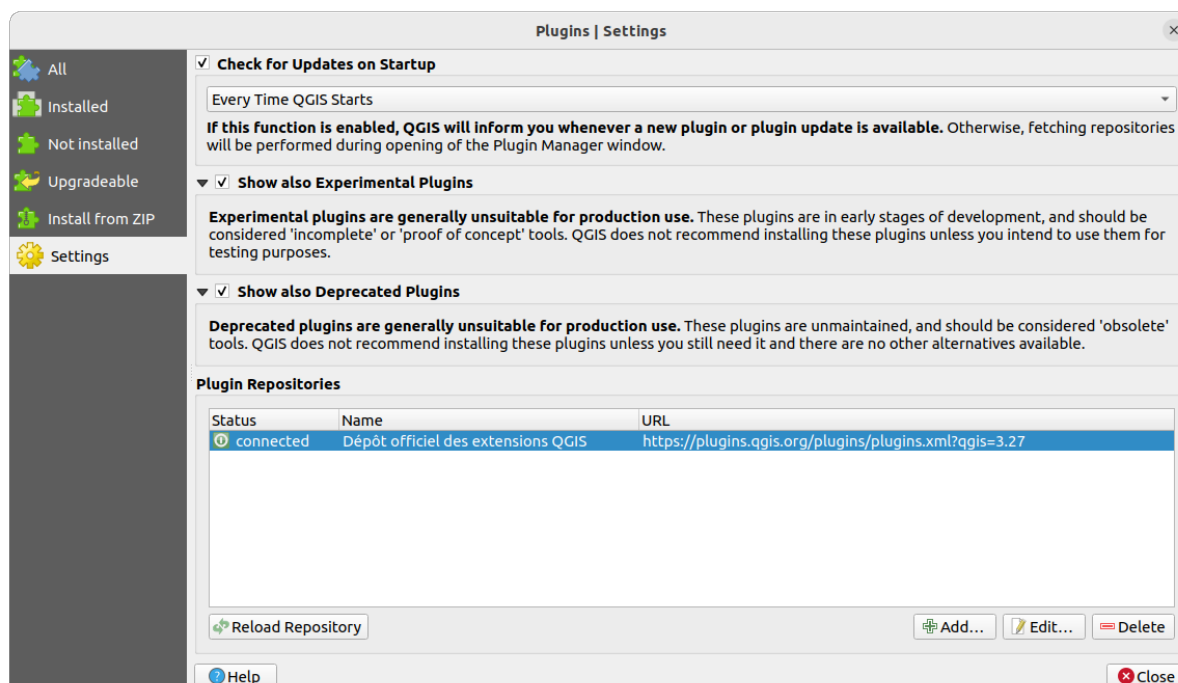 Plugins | Settings
All
Installed
Not installed
Upgradeable
Install from ZIP
Settings
Check for Updates on Startup
Every Time QGIS Starts
If this function is enabled, QGIS will inform you whenever a new plugin or plugin update is available. Otherwise, fetching repositories
will be performed during opening of the Plugin Manager window.
Show also Experimental Plugins
Experimental plugins are generally unsuitable for production use. These plugins are in early stages of development, and should be
considered 'incomplete' or 'proof of concept' tools. QGIS does not recommend installing these plugins unless you intend to use them for
testing purposes.
Show also Deprecated Plugins
Deprecated plugins are generally unsuitable for production use. These plugins are unmaintained, and should be considered 'obsolete'
tools. QGIS does not recommend installing these plugins unless you still need it and there are no other alternatives available.
Plugin Repositories
Status Name URL
connected Dépôt officiel des extensions QGIS https://plugins.qgis.org/plugins/plugins.xml?qgis=3.27
Reload Repository Add... Edit... Delete
Help Close